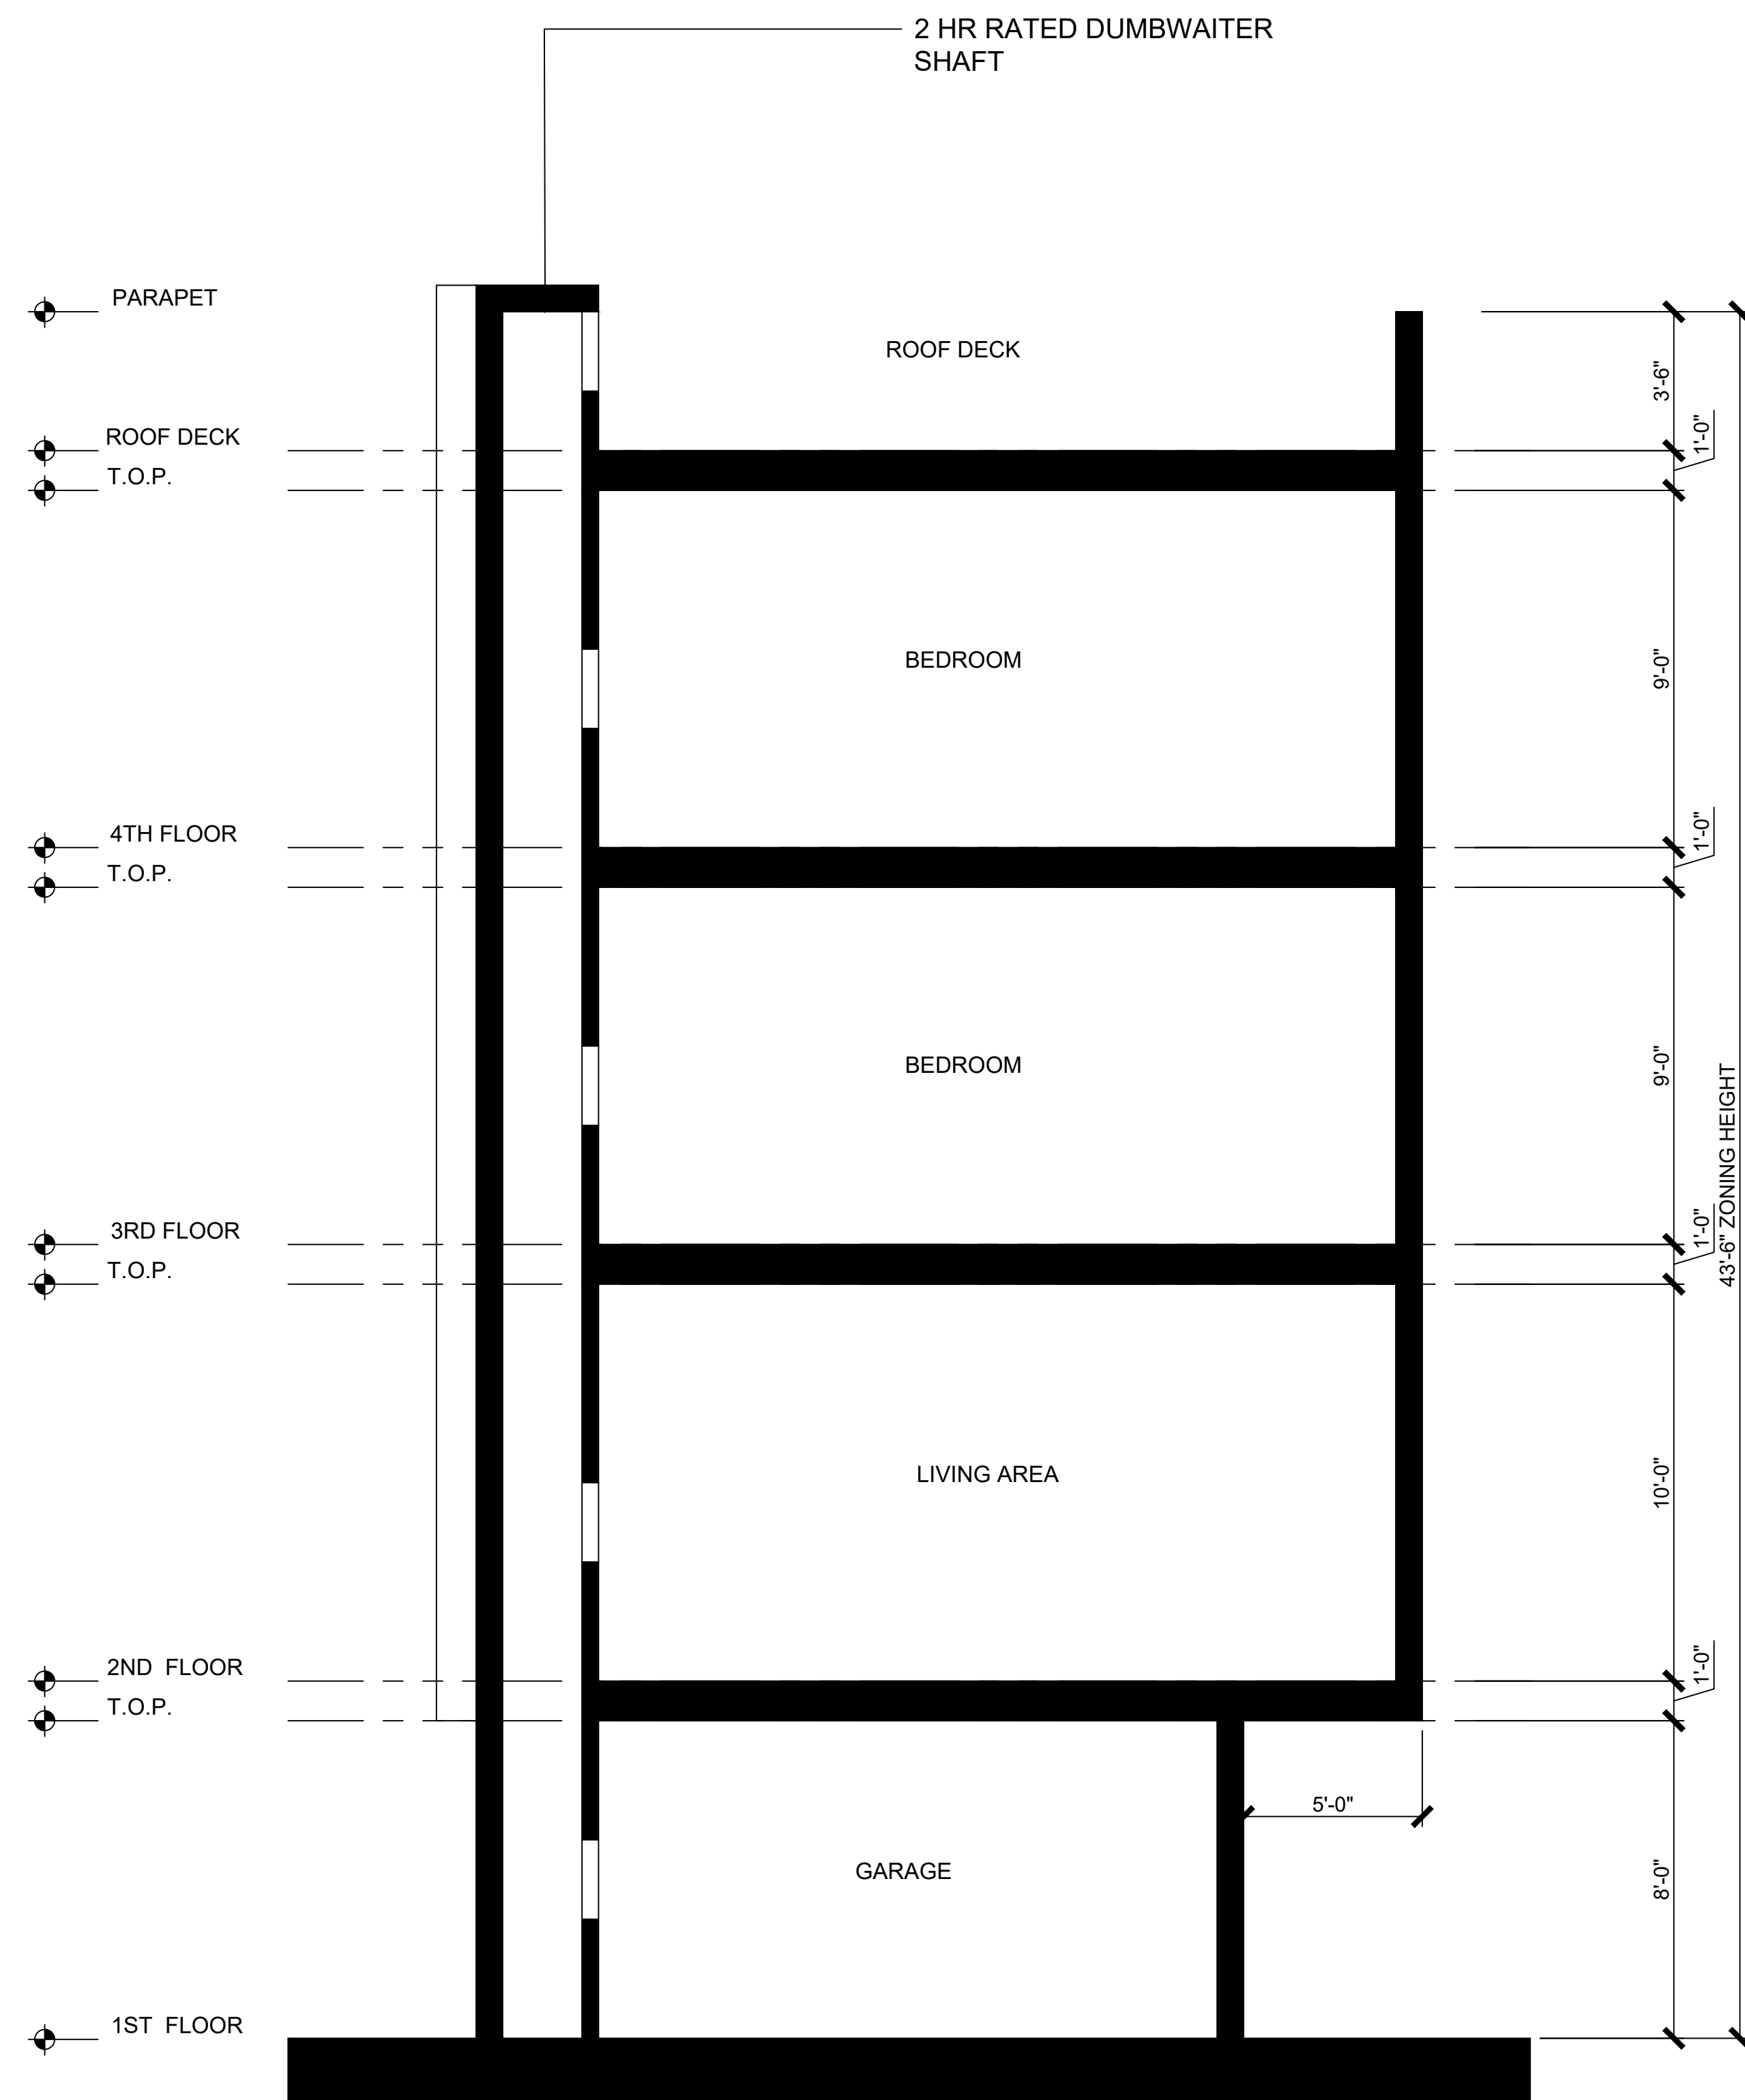 2 HR RATED DUMBWAITER
SHAFT
PARAPET
ROOF DECK
3'-6"
ROOF DECK
1'-0"
T.O.P.
BEDROOM
9'-0"
4TH FLOOR
1'-0"
T.O.P.
BEDROOM
9'-0"
43'-6" ZONING HEIGHT
3RD FLOOR
1'-0"
T.O.P.
LIVING AREA
10'-0"
2ND FLOOR
1'-0"
T.O.P.
5'-0"
GARAGE
8'-0"
1ST FLOOR